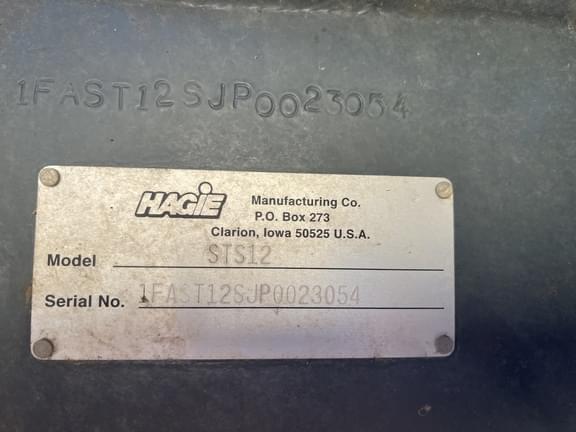 1FAST12SJP0023054
HAGiE Manufacturing Co.
P.O. Box 273
Clarion, Iowa 50525 U.S.A.
Model STS12
Serial No. 1FAST12SJP0023054